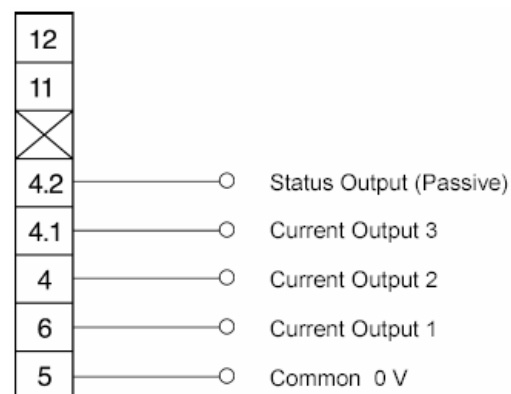 12
11
4.2 Status Output (Passive)
4.1 Current Output 3
4 Current Output 2
6 Current Output 1
5 Common 0 V